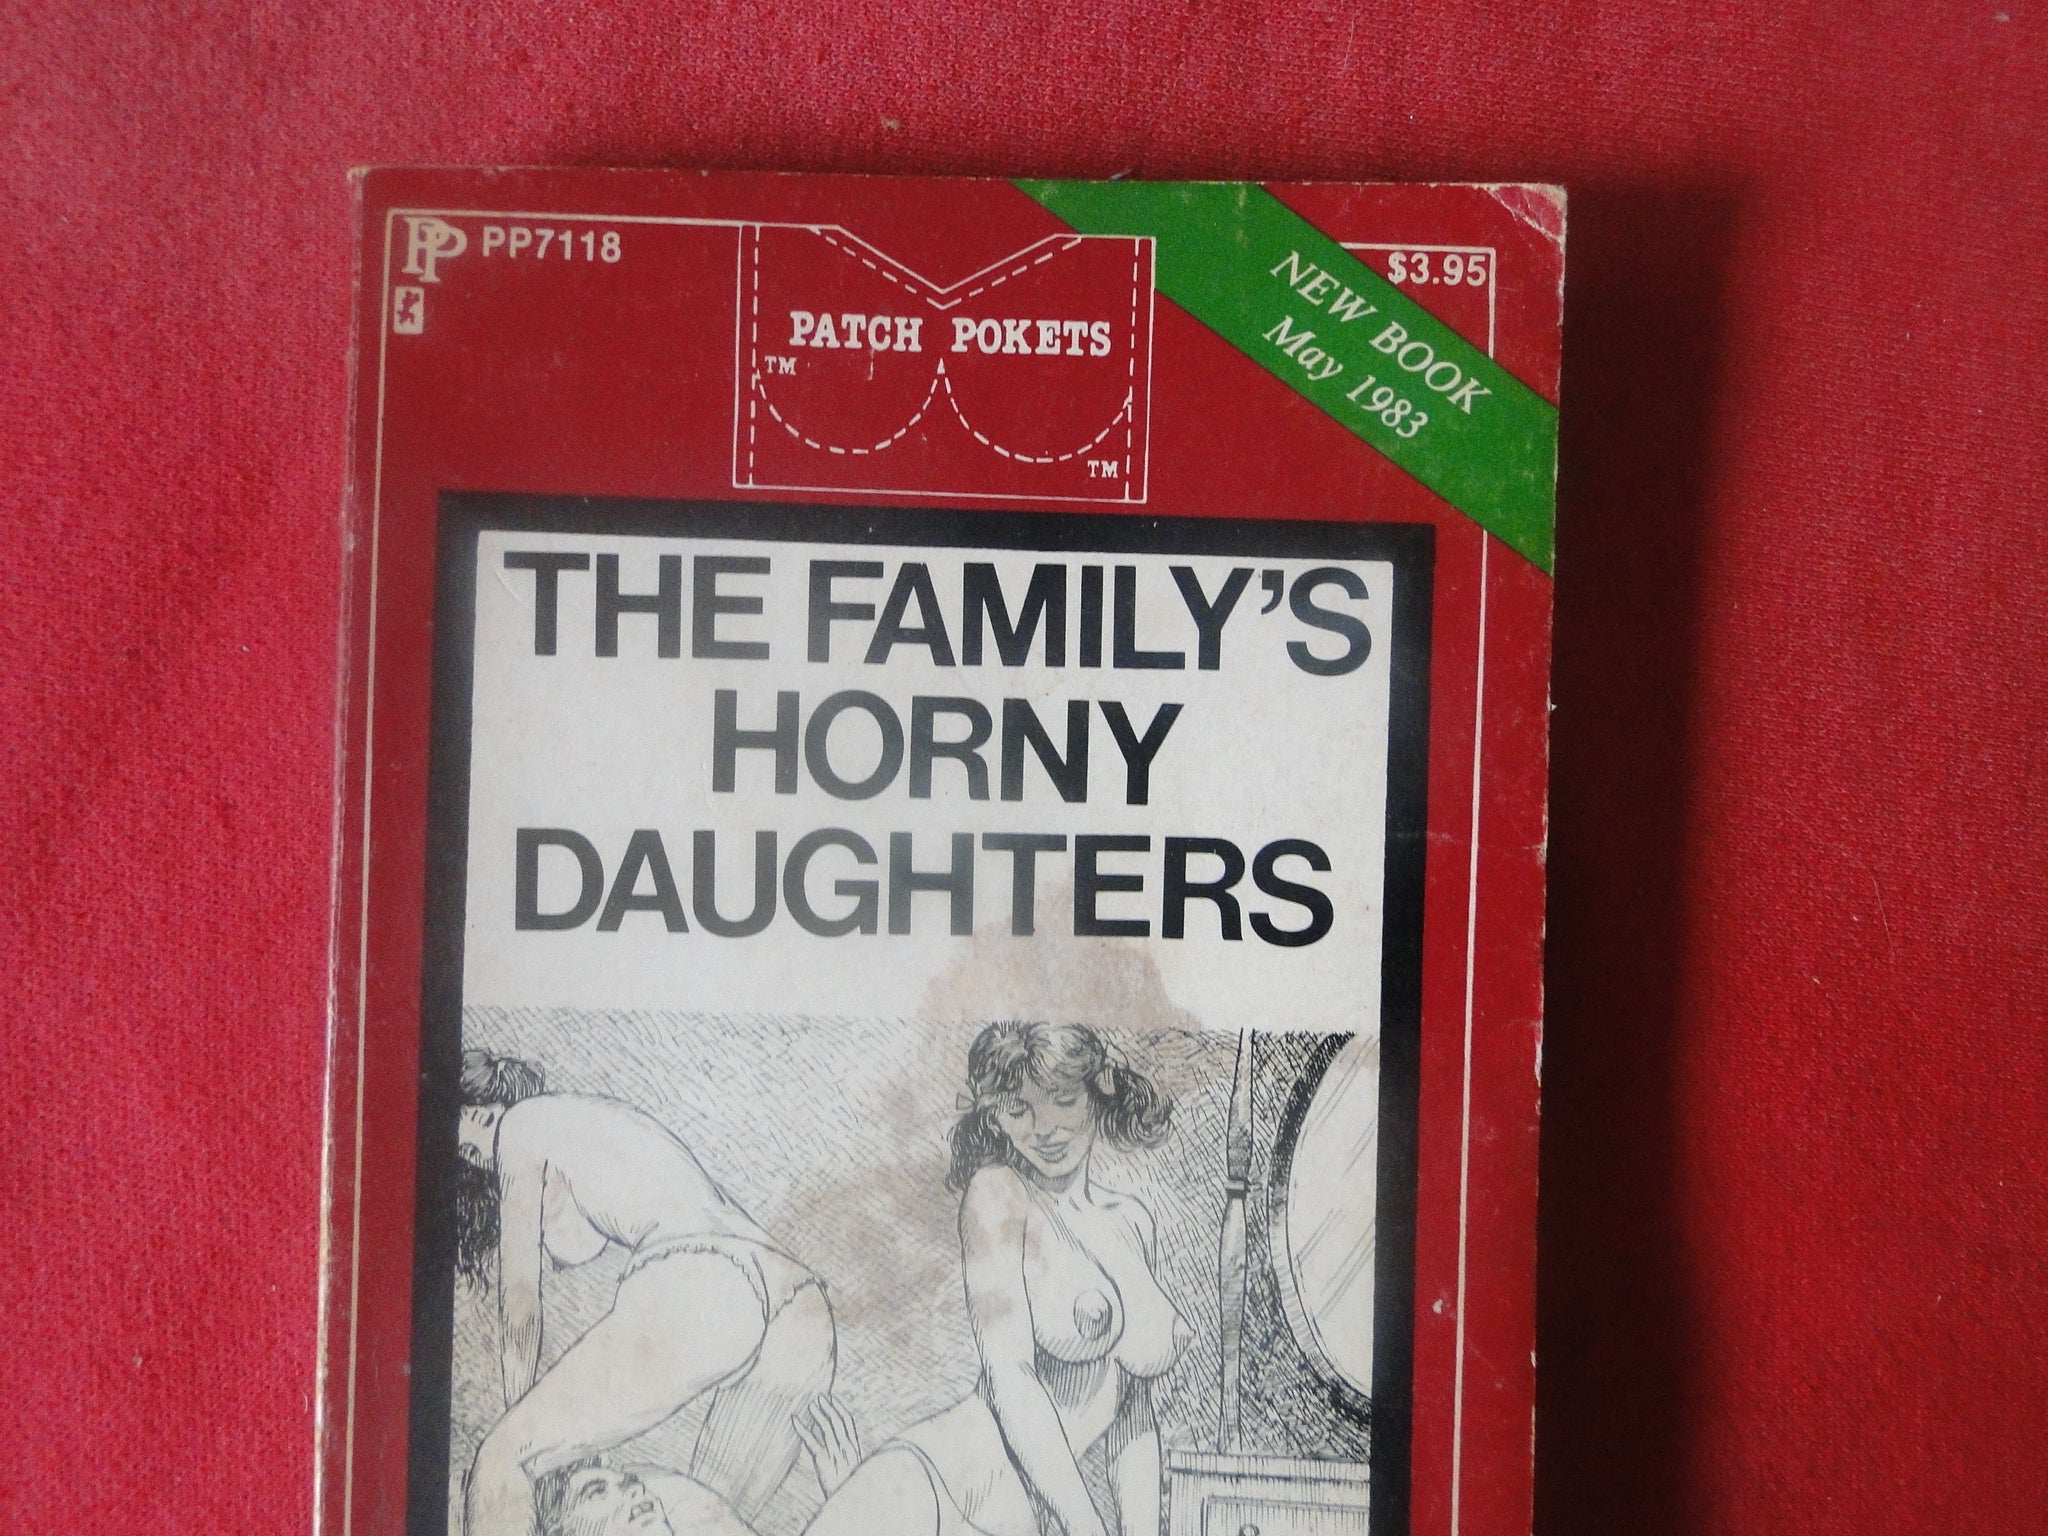 PP PP7118
$3.95
NEW BOOK
May 1983
PATCH POKETS
TM
TM
THE FAMILY'S
HORNY
DAUGHTERS